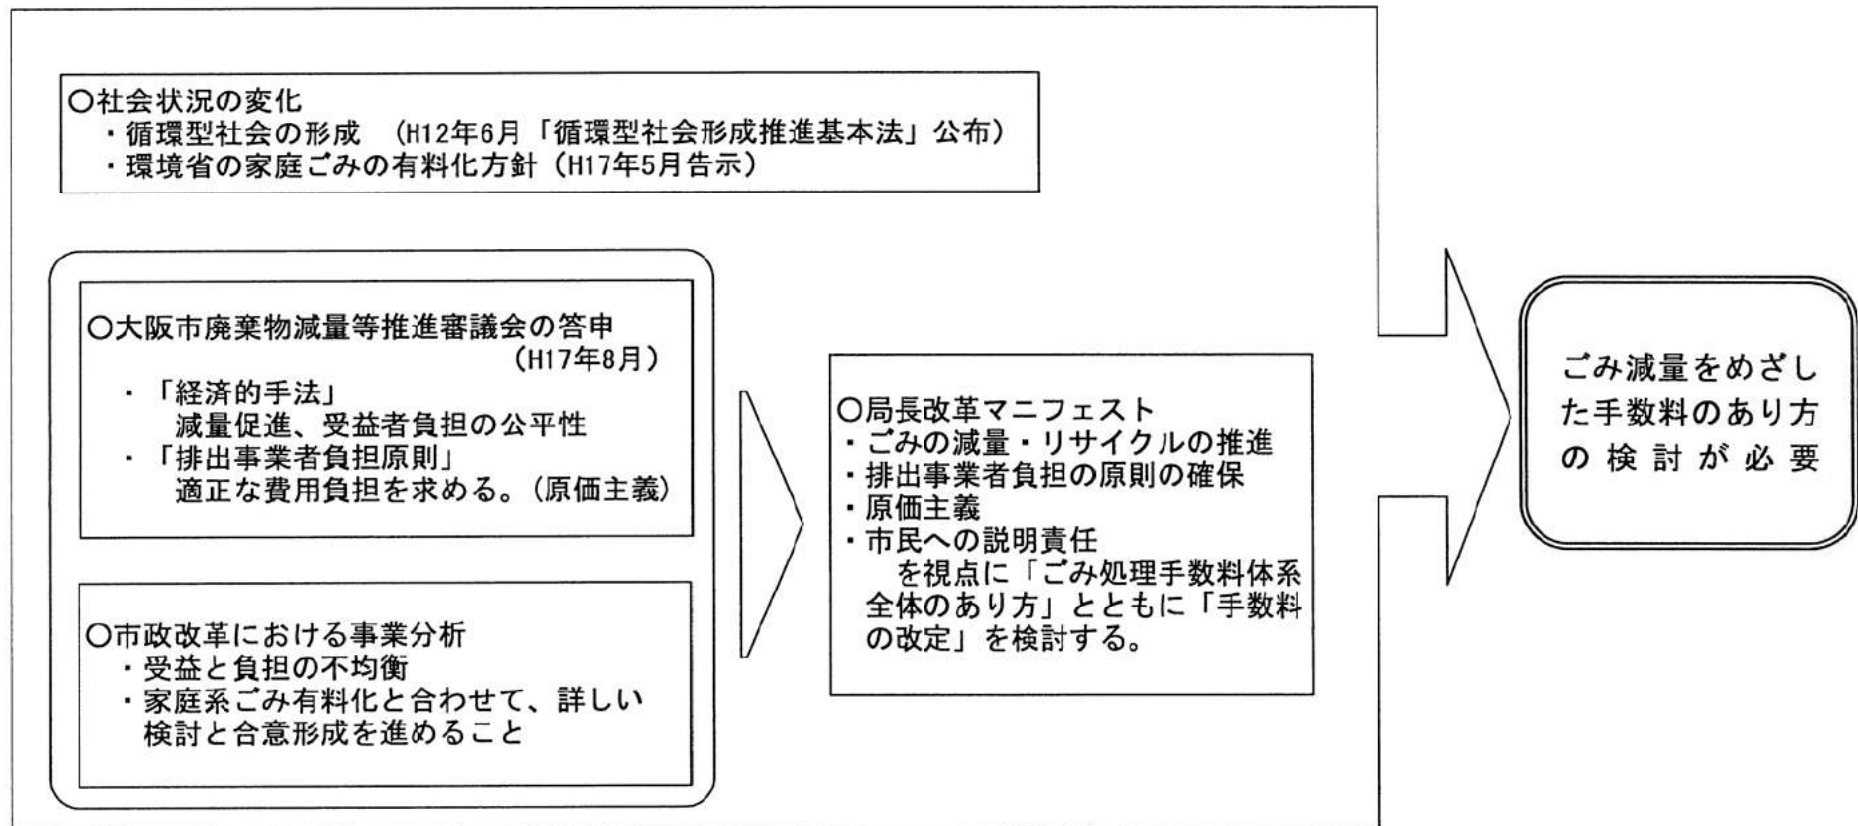 ○社会状況の変化
・循環型社会の形成 (H12年6月「循環型社会形成推進基本法」公布)
・環境省の家庭ごみの有料化方針 (H17年5月告示)
○大阪市廃棄物減量等推進審議会の答申
(H17年8月)
・「経済的手法」
減量促進、受益者負担の公平性
・「排出事業者負担原則」
適正な費用負担を求める。(原価主義)
○市政改革における事業分析
・受益と負担の不均衡
・家庭系ごみ有料化と合わせて、詳しい
検討と合意形成を進めること
○局長改革マニフェスト
・ごみの減量・リサイクルの推進
・排出事業者負担の原則の確保
・原価主義
・市民への説明責任
を視点に「ごみ処理手数料体系
全体のあり方」とともに「手数料
の改定」を検討する。
ごみ減量をめざし
た手数料のあり方
の検討が必要